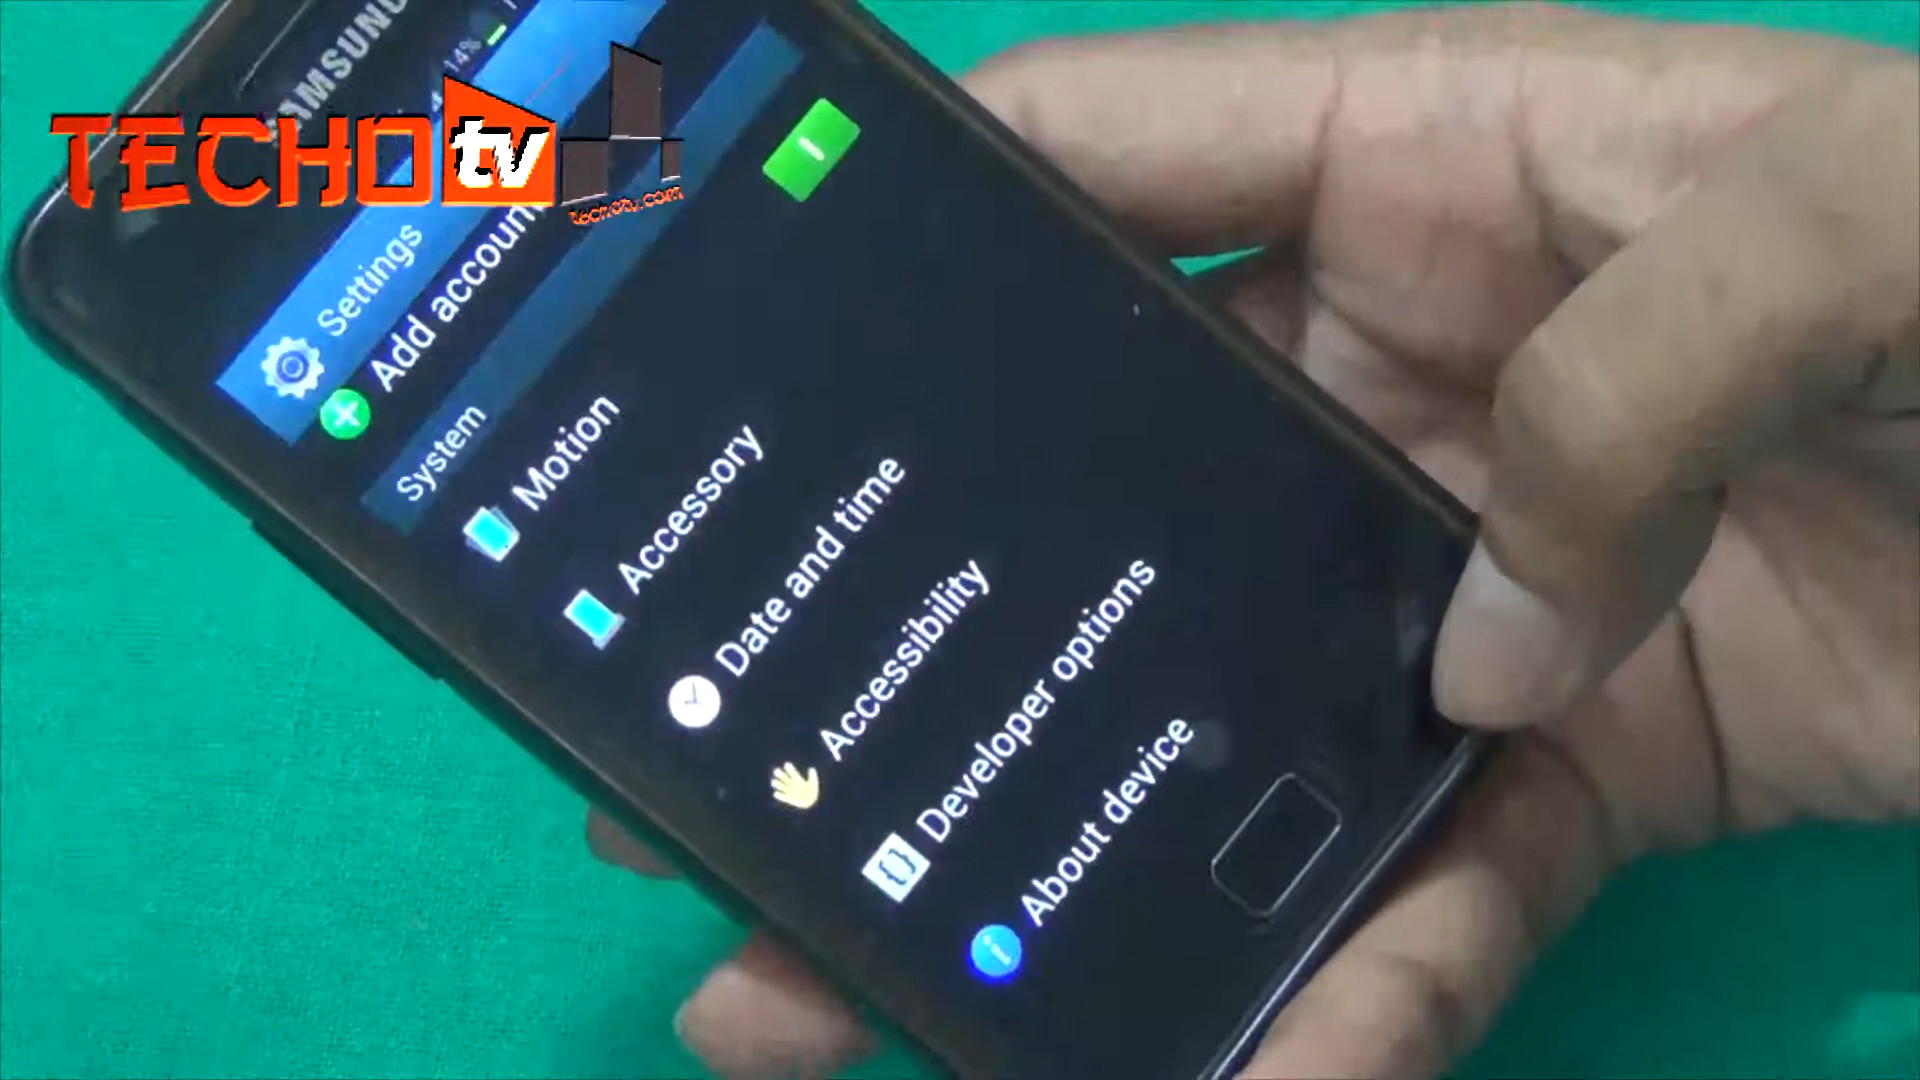 SAMSUNG
14%
TECHO tv
techotv.com
Settings
Add account
System
Motion
Accessory
Date and time
Accessibility
Developer options
About device